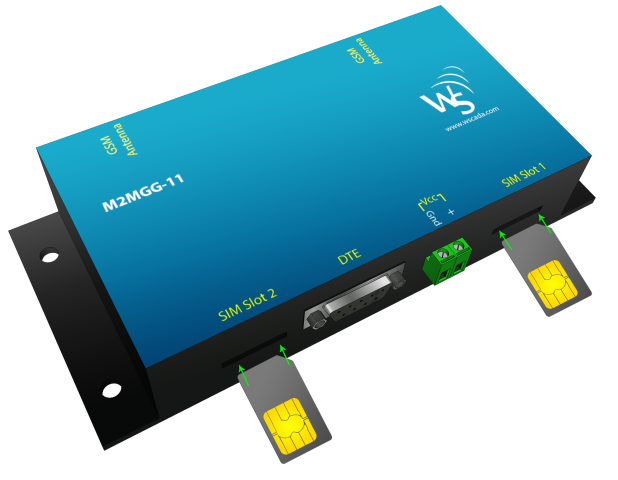 GSM
Antenna
GSM
Antenna
WS
www.wscada.com
M2MGG-11
SIM Slot 1
Vcc
Gnd
+
DTE
SIM Slot 2